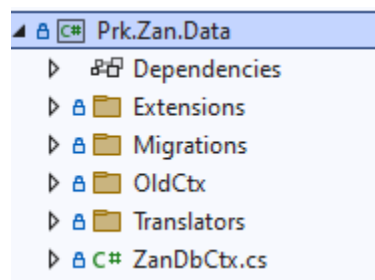 C# Prk.Zan.Data
Dependencies
Extensions
Migrations
OldCtx
Translators
C# ZanDbCtx.cs